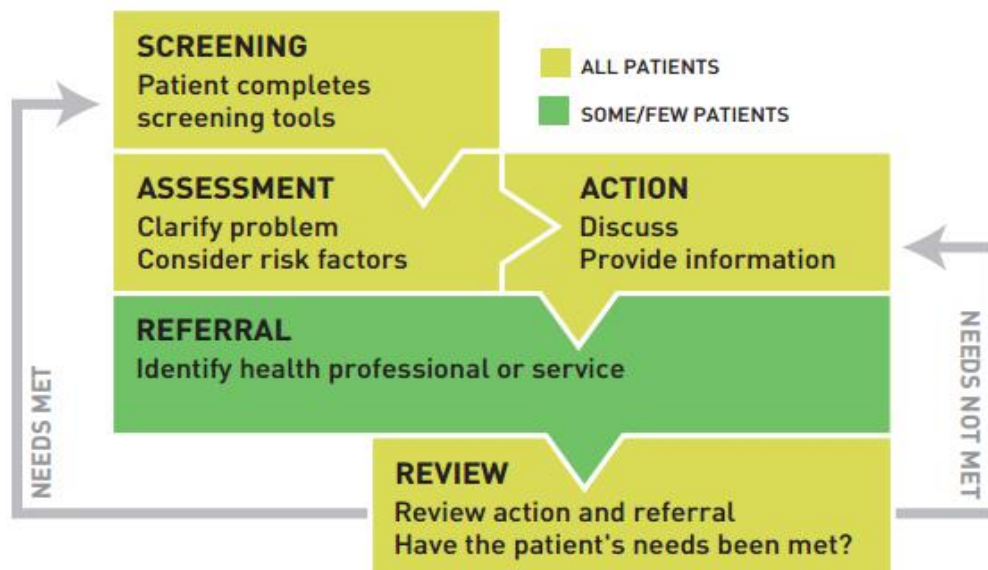 SCREENING
Patient completes
screening tools
ALL PATIENTS
SOME/FEW PATIENTS
ASSESSMENT
Clarify problem
Consider risk factors
ACTION
Discuss
Provide information
REFERRAL
Identify health professional or service
NEEDS MET
NEEDS NOT MET
REVIEW
Review action and referral
Have the patient's needs been met?